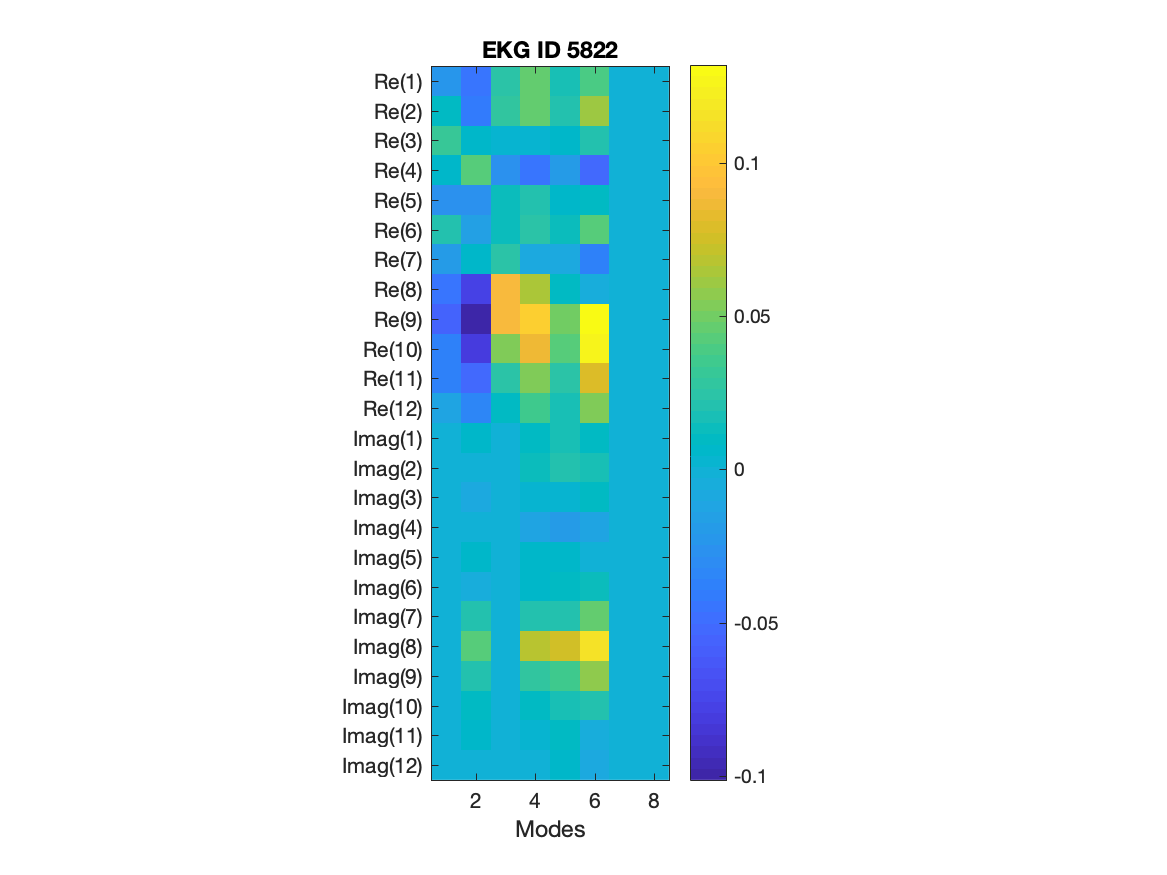 EKG ID 5822
Re(1)
Re(2)
Re(3)
Re(4)
Re(5)
Re(6)
Re(7)
Re(8)
Re(9)
Re(10)
Re(11)
Re(12)
Imag(1)
Imag(2)
Imag(3)
Imag(4)
Imag(5)
Imag(6)
Imag(7)
Imag(8)
Imag(9)
Imag(10)
Imag(11)
Imag(12)
2 4 6 8
Modes
0.1
0.05
0
-0.05
-0.1